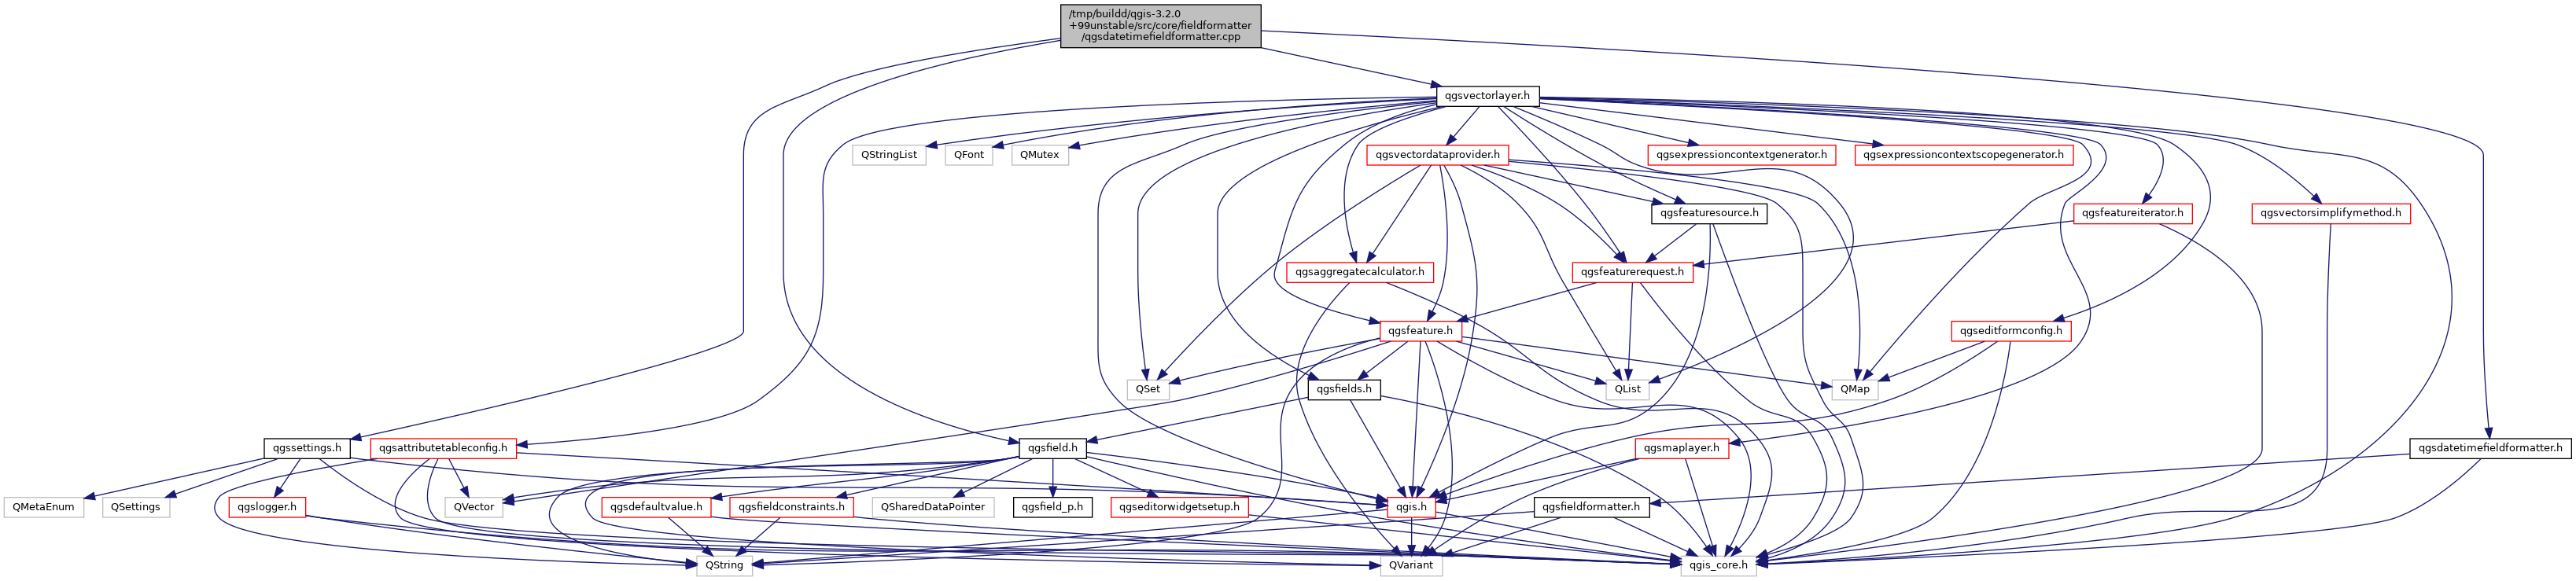 /tmp/buildd/qgis-3.2.0
+99unstable/src/core/fieldformatter
/qgsdatetimefieldformatter.cpp
qgsvectorlayer.h
QStringList
QFont
QMutex
qgsvectordataprovider.h
qgsexpressioncontextgenerator.h
qgsexpressioncontextscopegenerator.h
qgsfeaturesource.h
qgsfeatureiterator.h
qgsvectorsimplifymethod.h
qgsaggregatecalculator.h
qgsfeaturerequest.h
qgsfeature.h
qgseditformconfig.h
QSet
qgsfields.h
QList
QMap
qgssettings.h
qgsattributetableconfig.h
qgsfield.h
qgsmaplayer.h
qgsdatetimefieldformatter.h
QMetaEnum
QSettings
qgslogger.h
QVector
qgsdefaultvalue.h
qgsfieldconstraints.h
QSharedDataPointer
qgsfield_p.h
qgseditorwidgetsetup.h
qgis.h
qgsfieldformatter.h
QString
QVariant
qgis_core.h